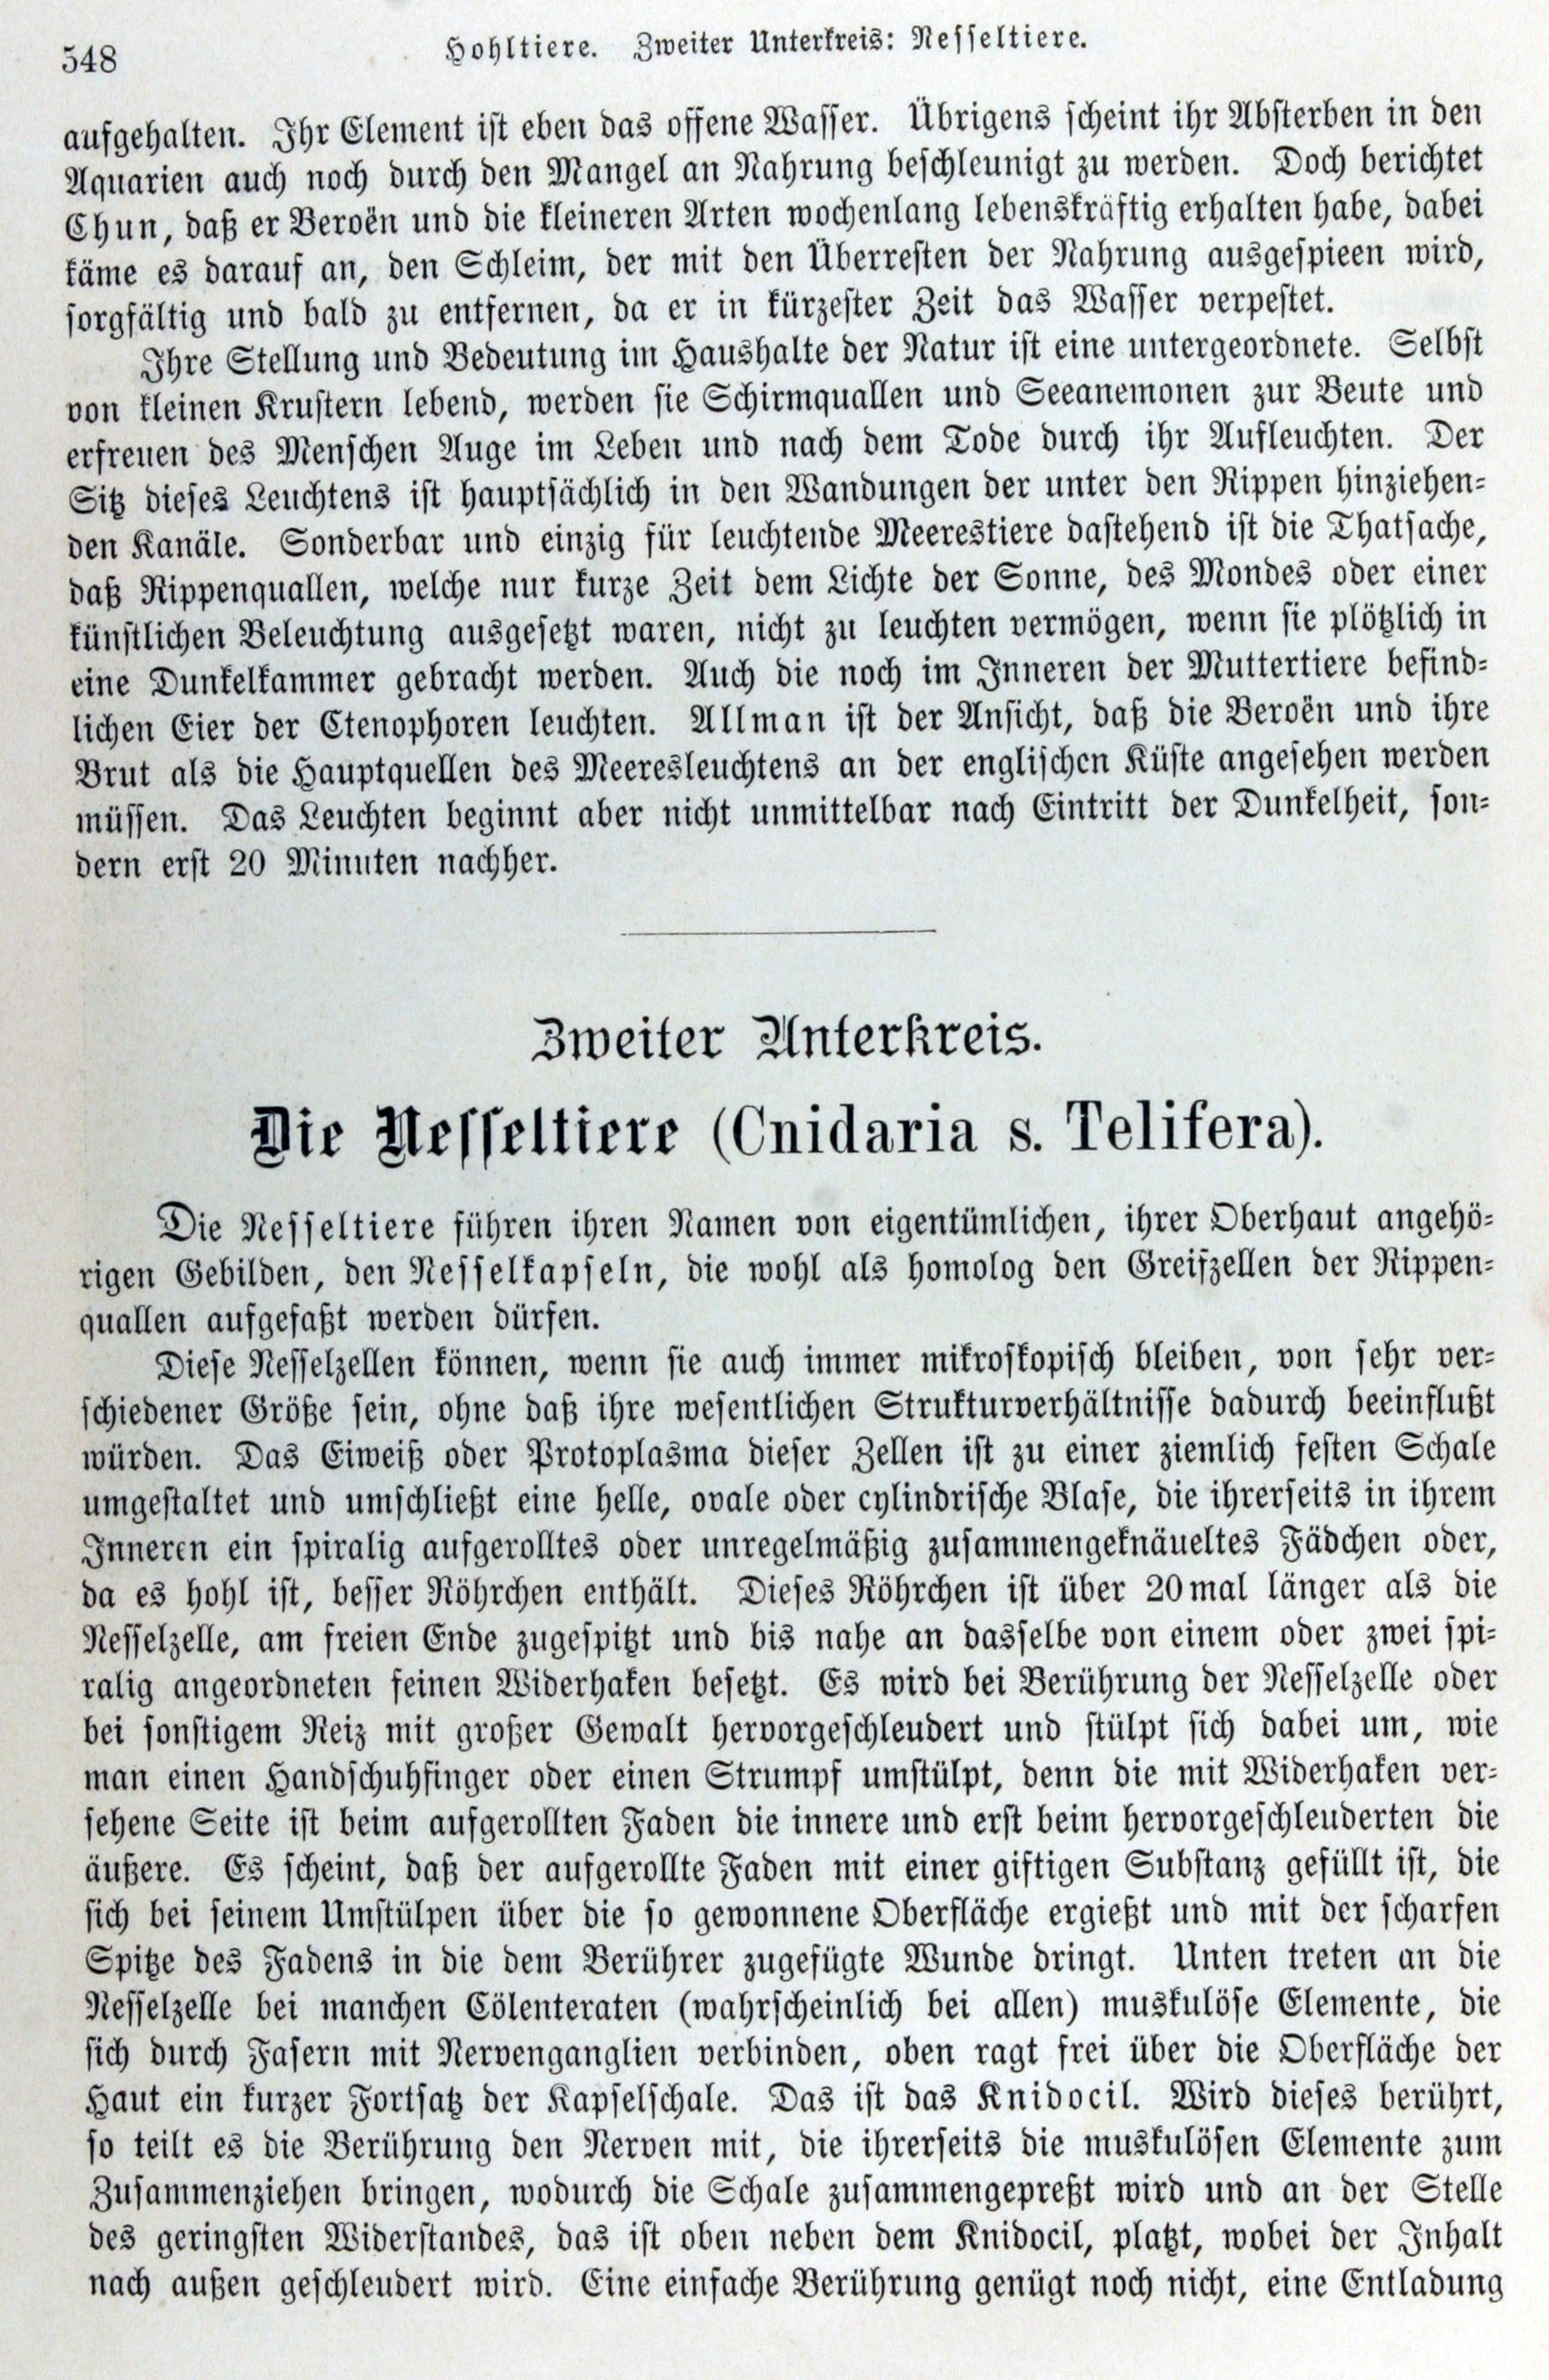 548
Hohltiere. Zweiter Unterkreis: Nesseltiere.
aufgehalten. Ihr Element ist eben das offene Wasser. Übrigens scheint ihr Absterben in den
Aquarien auch noch durch den Mangel an Nahrung beschleunigt zu werden. Doch berichtet
Chun, daß er Beroën und die kleineren Arten wochenlang lebenskräftig erhalten habe, dabei
käme es darauf an, den Schleim, der mit den Überresten der Nahrung ausgespieen wird,
sorgfältig und bald zu entfernen, da er in kürzester Zeit das Wasser verpestet.
Ihre Stellung und Bedeutung im Haushalte der Natur ist eine untergeordnete. Selbst
von kleinen Krustern lebend, werden sie Schirmquallen und Seeanemonen zur Beute und
erfreuen des Menschen Auge im Leben und nach dem Tode durch ihr Aufleuchten. Der
Sitz dieses Leuchtens ist hauptsächlich in den Wandungen der unter den Rippen hinziehen-
den Kanäle. Sonderbar und einzig für leuchtende Meerestiere dastehend ist die Thatsache,
daß Rippenquallen, welche nur kurze Zeit dem Lichte der Sonne, des Mondes oder einer
künstlichen Beleuchtung ausgesetzt waren, nicht zu leuchten vermögen, wenn sie plötzlich in
eine Dunkelkammer gebracht werden. Auch die noch im Inneren der Muttertiere befind-
lichen Eier der Ctenophoren leuchten. Allman ist der Ansicht, daß die Beroën und ihre
Brut als die Hauptquellen des Meeresleuchtens an der englischen Küste angesehen werden
müssen. Das Leuchten beginnt aber nicht unmittelbar nach Eintritt der Dunkelheit, son-
dern erst 20 Minuten nachher.
Zweiter Unterkreis.
Die Nesseltiere (Cnidaria s. Telifera).
Die Nesseltiere führen ihren Namen von eigentümlichen, ihrer Oberhaut angehö-
rigen Gebilden, den Nesselkapseln, die wohl als homolog den Greifzellen der Rippen-
quallen aufgefaßt werden dürfen.
Diese Nesselzellen können, wenn sie auch immer mikroskopisch bleiben, von sehr ver-
schiedener Größe sein, ohne daß ihre wesentlichen Strukturverhältnisse dadurch beeinflußt
würden. Das Eiweiß oder Protoplasma dieser Zellen ist zu einer ziemlich festen Schale
umgestaltet und umschließt eine helle, ovale oder cylindrische Blase, die ihrerseits in ihrem
Inneren ein spiralig aufgerolltes oder unregelmäßig zusammengeknäueltes Fädchen oder,
da es hohl ist, besser Röhrchen enthält. Dieses Röhrchen ist über 20mal länger als die
Nesselzelle, am freien Ende zugespitzt und bis nahe an dasselbe von einem oder zwei spi-
ralig angeordneten feinen Widerhaken besetzt. Es wird bei Berührung der Nesselzelle oder
bei sonstigem Reiz mit großer Gewalt hervorgeschleudert und stülpt sich dabei um, wie
man einen Handschuhfinger oder einen Strumpf umstülpt, denn die mit Widerhaken ver-
sehene Seite ist beim aufgerollten Faden die innere und erst beim hervorgeschleuderten die
äußere. Es scheint, daß der aufgerollte Faden mit einer giftigen Substanz gefüllt ist, die
sich bei seinem Umstülpen über die so gewonnene Oberfläche ergießt und mit der scharfen
Spitze des Fadens in die dem Berührer zugefügte Wunde dringt. Unten treten an die
Nesselzelle bei manchen Cölenteraten (wahrscheinlich bei allen) muskulöse Elemente, die
sich durch Fasern mit Nervenganglien verbinden, oben ragt frei über die Oberfläche der
Haut ein kurzer Fortsatz der Kapselschale. Das ist das Knidocil. Wird dieses berührt,
so teilt es die Berührung den Nerven mit, die ihrerseits die muskulösen Elemente zum
Zusammenziehen bringen, wodurch die Schale zusammengepreßt wird und an der Stelle
des geringsten Widerstandes, das ist oben neben dem Knidocil, platzt, wobei der Inhalt
nach außen geschleudert wird. Eine einfache Berührung genügt noch nicht, eine Entladung